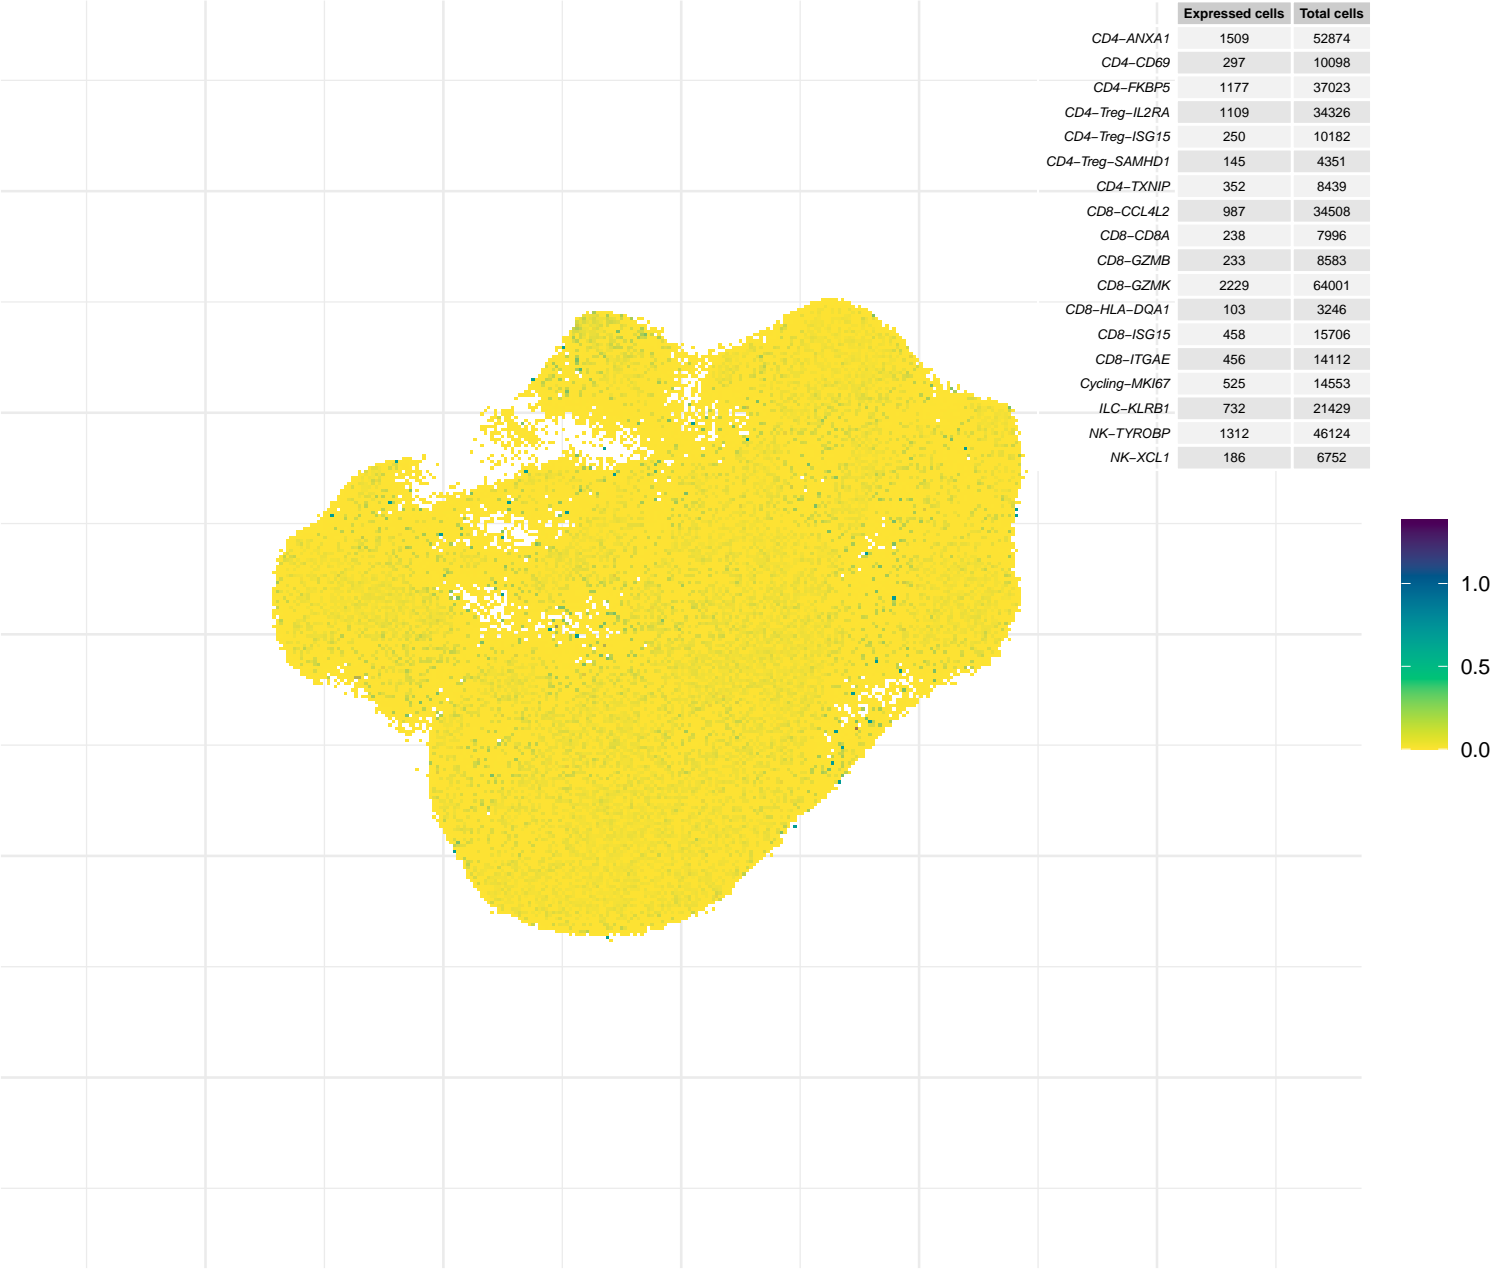 Expressed cells Total cells
CD4−ANXA1 1509 52874
CD4−CD69 297 10098
CD4−FKBP5 1177 37023
CD4−Treg−IL2RA 1109 34326
CD4−Treg−ISG15 250 10182
CD4−Treg−SAMHD1 145 4351
CD4−TXNIP 352 8439
CD8−CCL4L2 987 34508
CD8−CD8A 238 7996
CD8−GZMB 233 8583
CD8−GZMK 2229 64001
CD8−HLA−DQA1 103 3246
CD8−ISG15 458 15706
CD8−ITGAE 456 14112
Cycling−MKI67 525 14553
ILC−KLRB1 732 21429
NK−TYROBP 1312 46124
NK−XCL1 186 6752
1.0
0.5
0.0